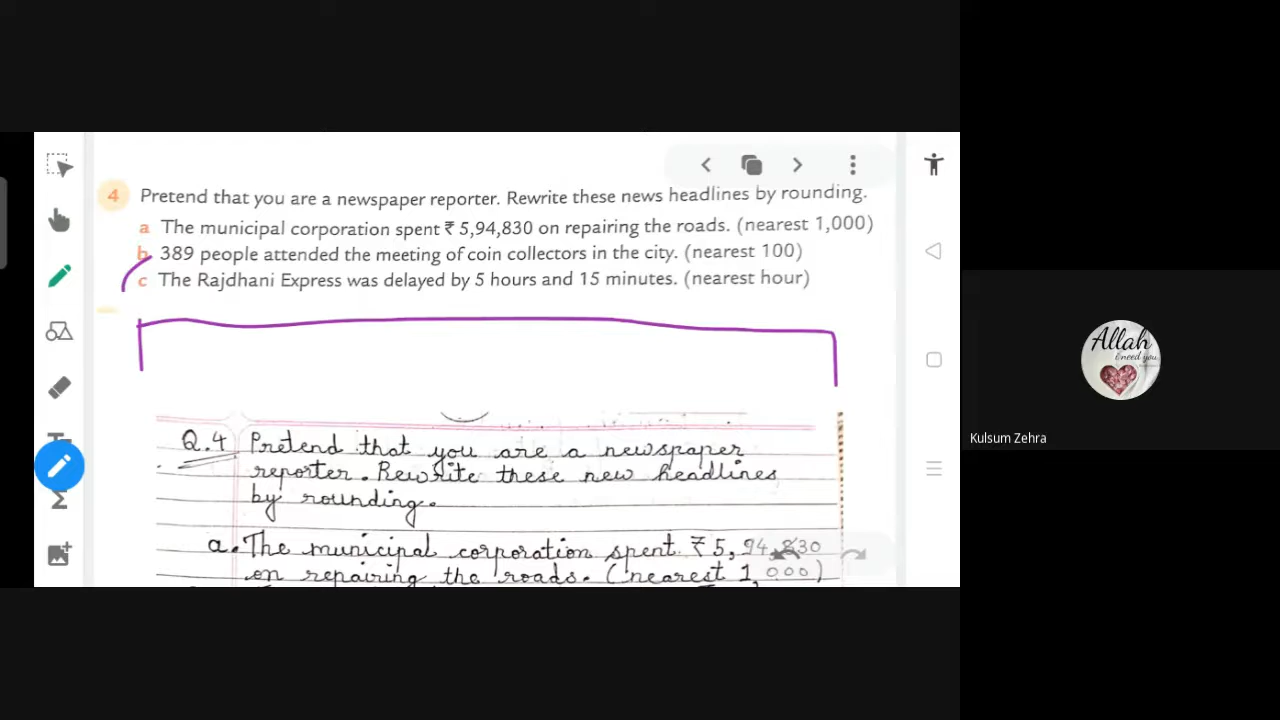 4 Pretend that you are a newspaper reporter. Rewrite these news headlines by rounding.
a The municipal corporation spent ₹ 5,94,830 on repairing the roads. (nearest 1,000)
b 389 people attended the meeting of coin collectors in the city. (nearest 100)
c The Rajdhani Express was delayed by 5 hours and 15 minutes. (nearest hour)
Q.4 Pretend that you are a newspaper
reporter. Rewrite these new headlines
by rounding.
a. The municipal corporation spent ₹ 5,94,830
on repairing the roads. (nearest 1,000)
Allah
i need you
Kulsum Zehra